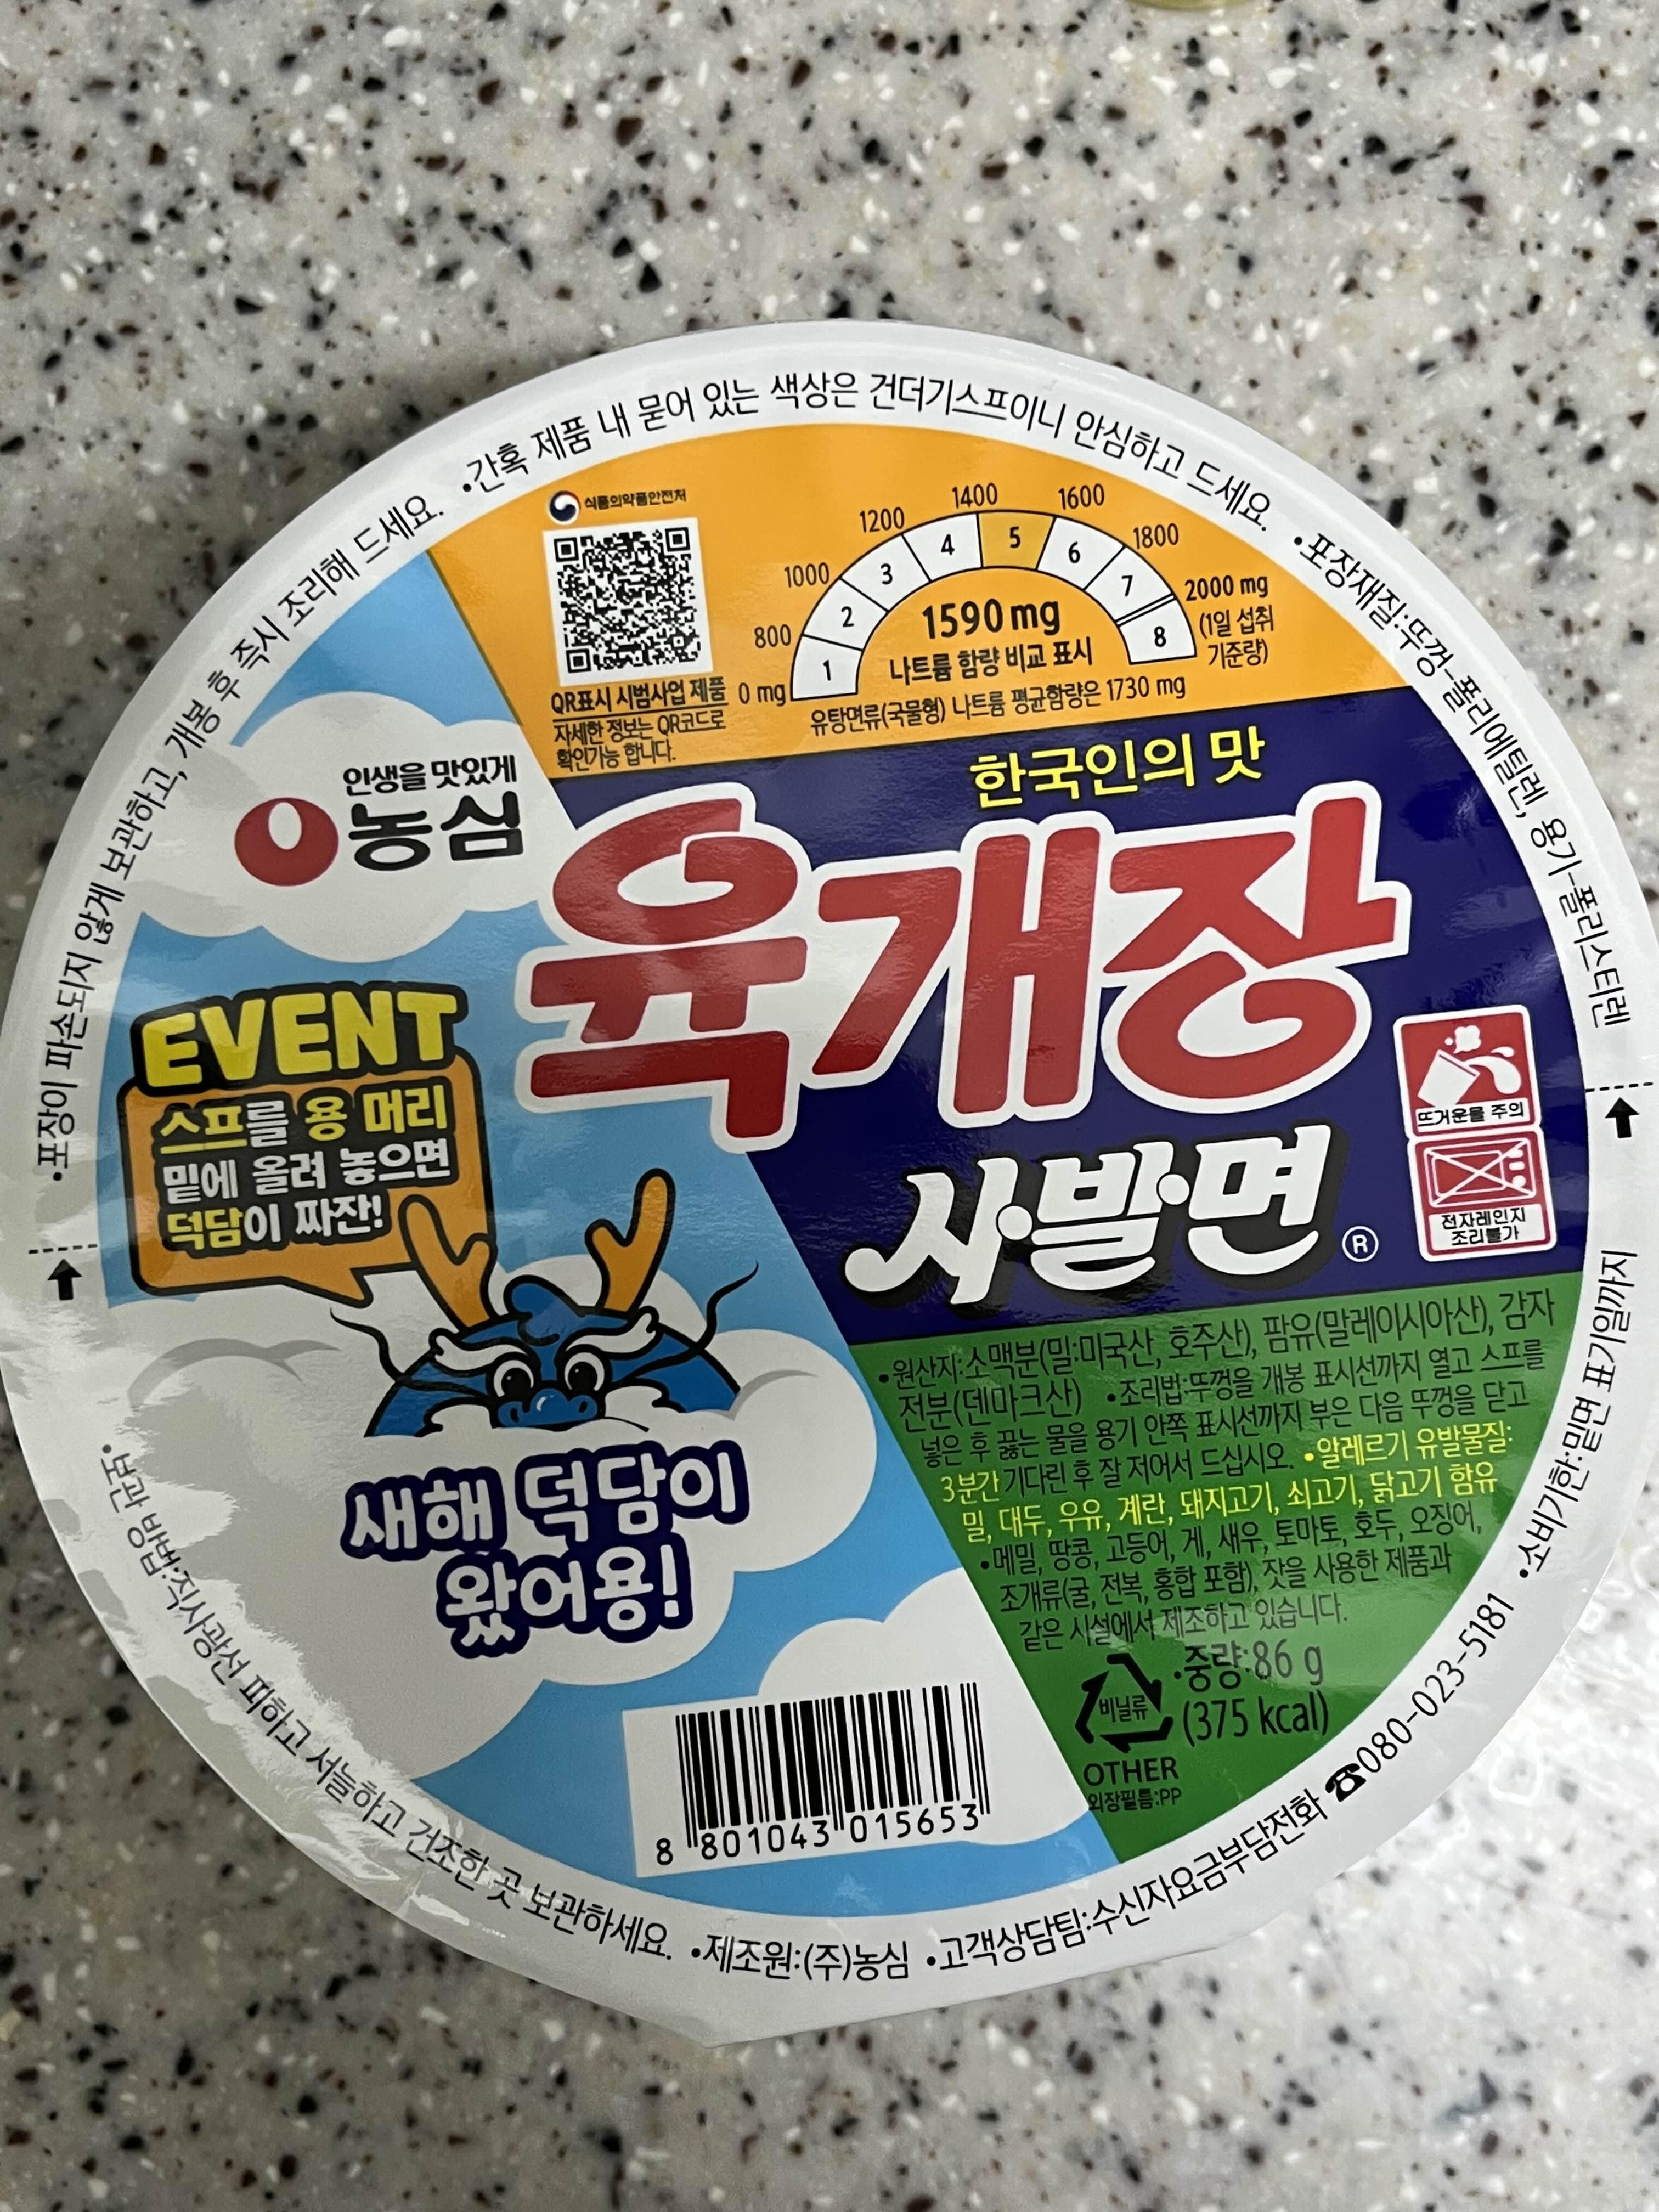 •포장이 파손되지 않게 보관하고, 개봉 후 즉시 조리해 드세요. •간혹 제품 내 묻어 있는 색상은 건더기스프이니 안심하고 드세요. •포장재질:뚜껑-폴리에틸렌, 용기-폴리스티렌
식품의약품안전처
QR표시 시범사업 제품
자세한 정보는 QR코드로
확인가능 합니다.
0 mg
800
1000
1200
1400
1600
1800
2000 mg
(1일 섭취
기준량)
1
2
3
4
5
6
7
8
1590 mg
나트륨 함량 비교 표시
유탕면류(국물형) 나트륨 평균함량은 1730 mg
인생을 맛있게
농심
한국인의 맛
육개장
사발면®
뜨거운물 주의
전자레인지
조리불가
EVENT
스프를 용 머리
밑에 올려 놓으면
덕담이 짜잔!
새해 덕담이
왔어용!
•원산지:소맥분(밀:미국산, 호주산), 팜유(말레이시아산), 감자
전분(덴마크산) •조리법:뚜껑을 개봉 표시선까지 열고 스프를
넣은 후 끓는 물을 용기 안쪽 표시선까지 부은 다음 뚜껑을 닫고
3분간 기다린 후 잘 저어서 드십시오. •알레르기 유발물질:
밀, 대두, 우유, 계란, 돼지고기, 쇠고기, 닭고기 함유
•메밀, 땅콩, 고등어, 게, 새우, 토마토, 호두, 오징어,
조개류(굴, 전복, 홍합 포함), 잣을 사용한 제품과
같은 시설에서 제조하고 있습니다.
비닐류
OTHER
외장필름:PP
•중량:86 g
(375 kcal)
8 801043 015653
•보관 방법:직사광선 피하고 서늘하고 건조한 곳 보관하세요. •제조원:(주)농심 •고객상담팀:수신자요금부담전화 ☎080-023-5181 •소비기한:밑면 표기일까지